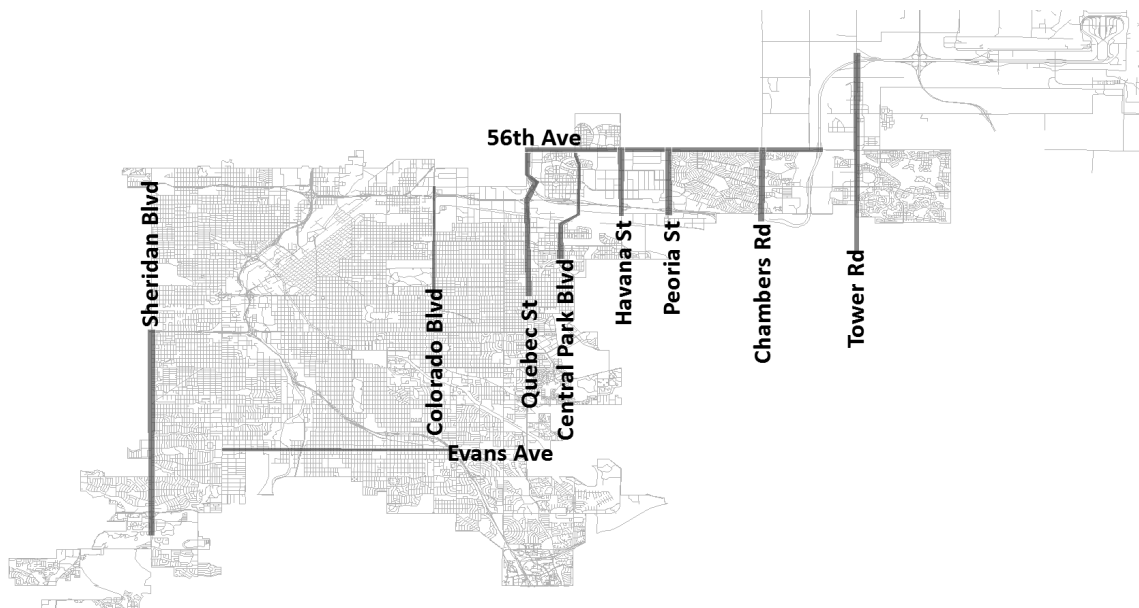 56th Ave
Sheridan Blvd
Colorado Blvd
Quebec St
Central Park Blvd
Havana St
Peoria St
Chambers Rd
Tower Rd
Evans Ave